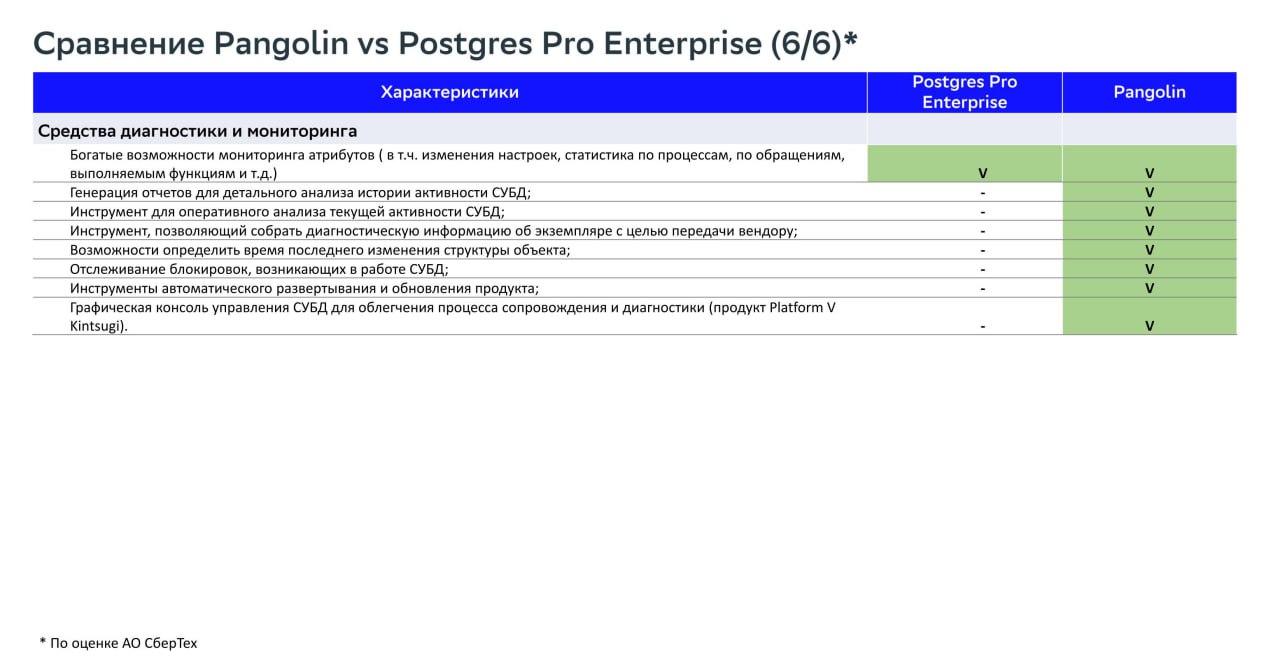 Сравнение Pangolin vs Postgres Pro Enterprise (6/6)*
Характеристики
Postgres Pro
Enterprise
Pangolin
Средства диагностики и мониторинга
Богатые возможности мониторинга атрибутов ( в т.ч. изменения настроек, статистика по процессам, по обращениям,
выполняемым функциям и т.д.) V V
Генерация отчетов для детального анализа истории активности СУБД; - V
Инструмент для оперативного анализа текущей активности СУБД; - V
Инструмент, позволяющий собрать диагностическую информацию об экземпляре с целью передачи вендору; - V
Возможности определить время последнего изменения структуры объекта; - V
Отслеживание блокировок, возникающих в работе СУБД; - V
Инструменты автоматического развертывания и обновления продукта; - V
Графическая консоль управления СУБД для облегчения процесса сопровождения и диагностики (продукт Platform V
Kintsugi). - V
* По оценке АО СберТех